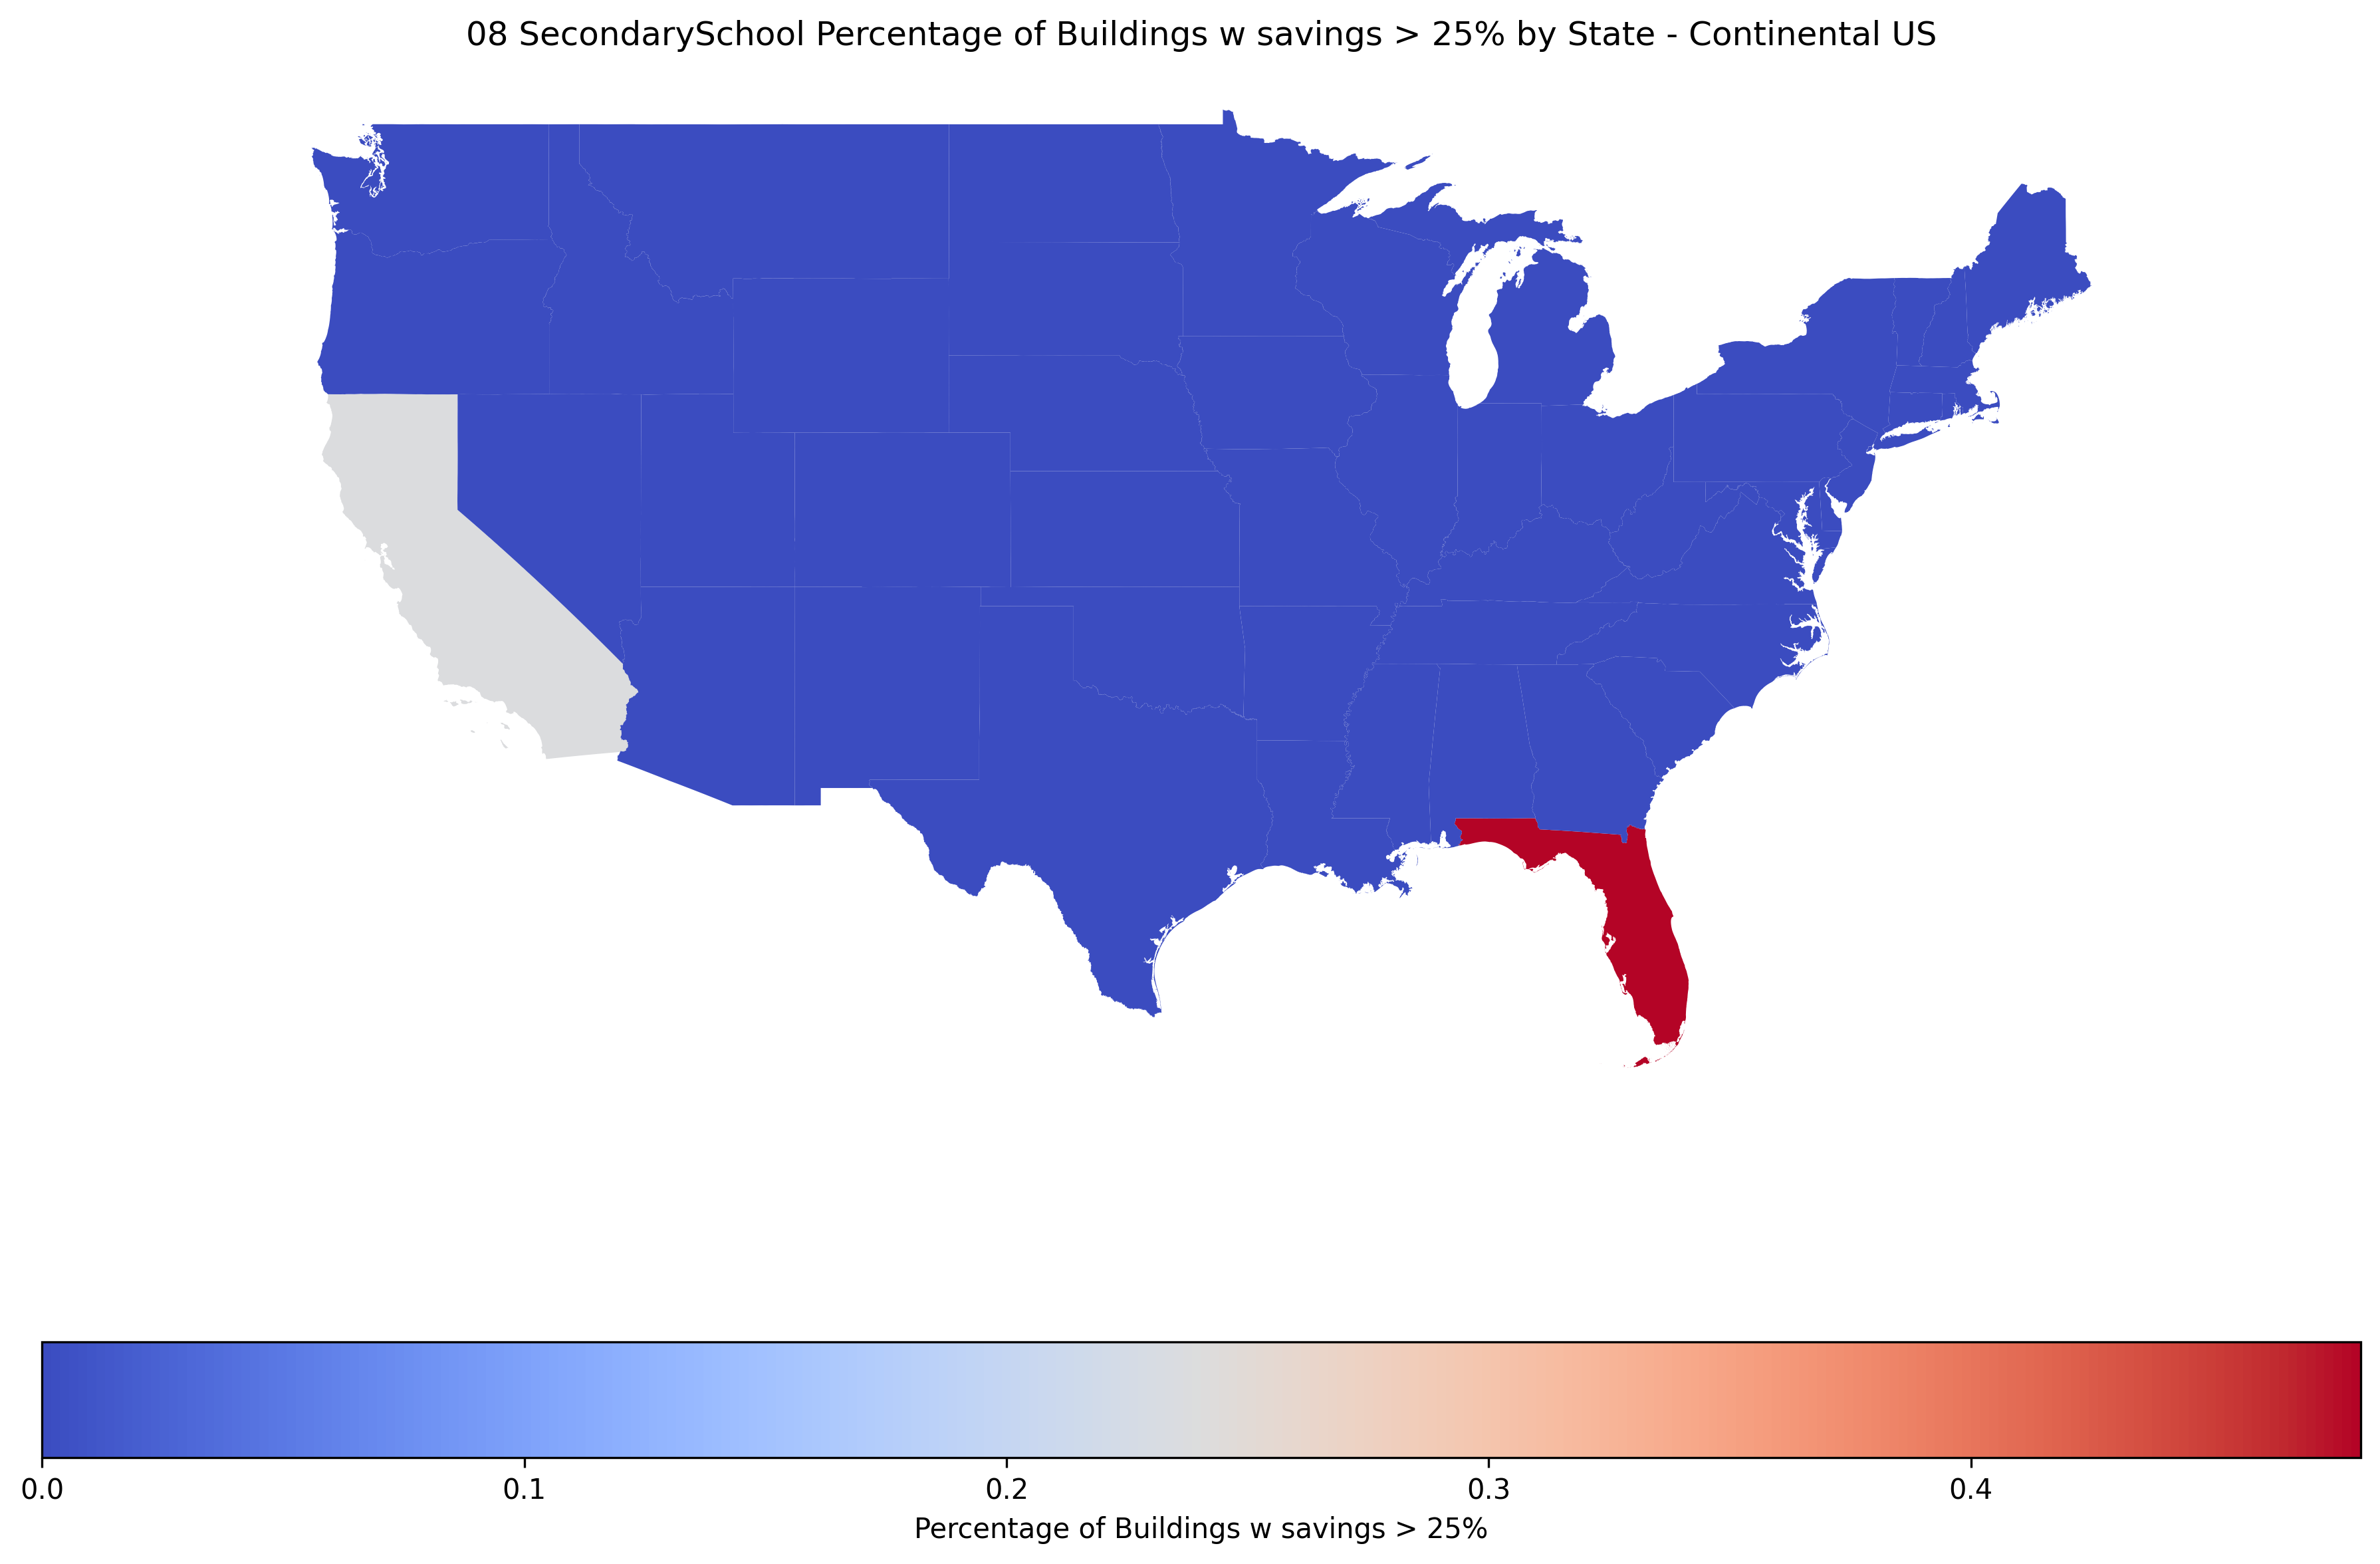 08 SecondarySchool Percentage of Buildings w savings > 25% by State - Continental US
0.0 0.1 0.2 0.3 0.4
Percentage of Buildings w savings > 25%